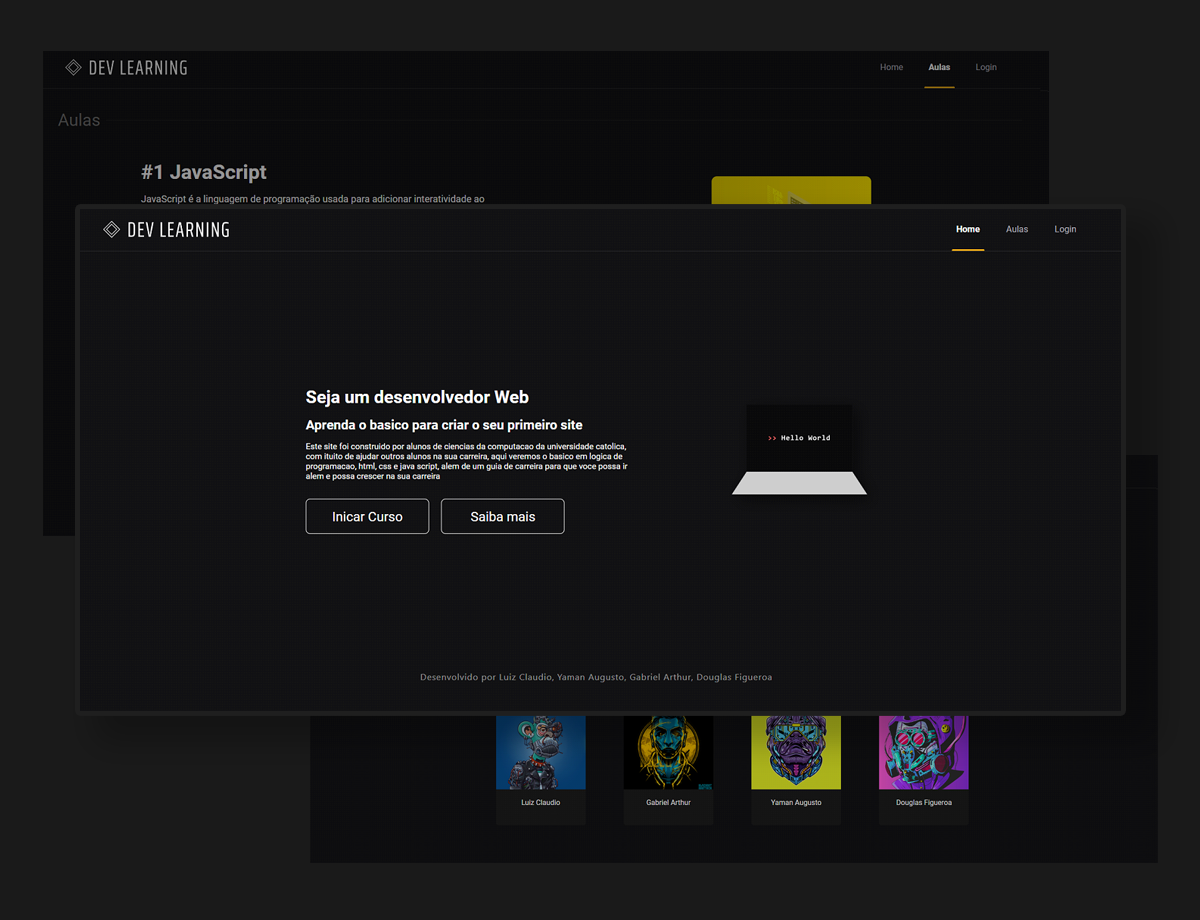 DEV LEARNING
Home Aulas Login
Aulas
#1 JavaScript
JavaScript é a linguagem de programação usada para adicionar interatividade ao
DEV LEARNING
Home Aulas Login
Seja um desenvolvedor Web
Aprenda o basico para criar o seu primeiro site
Este site foi construido por alunos de ciencias da computacao da universidade catolica,
com ituito de ajudar outros alunos na sua carreira, aqui veremos o basico em logica de
programacao, html, css e java script, alem de um guia de carreira para que voce possa ir
alem e possa crescer na sua carreira
>> Hello World
Inicar Curso Saiba mais
Desenvolvido por Luiz Claudio, Yaman Augusto, Gabriel Arthur, Douglas Figueroa
Luiz Claudio Gabriel Arthur Yaman Augusto Douglas Figueroa